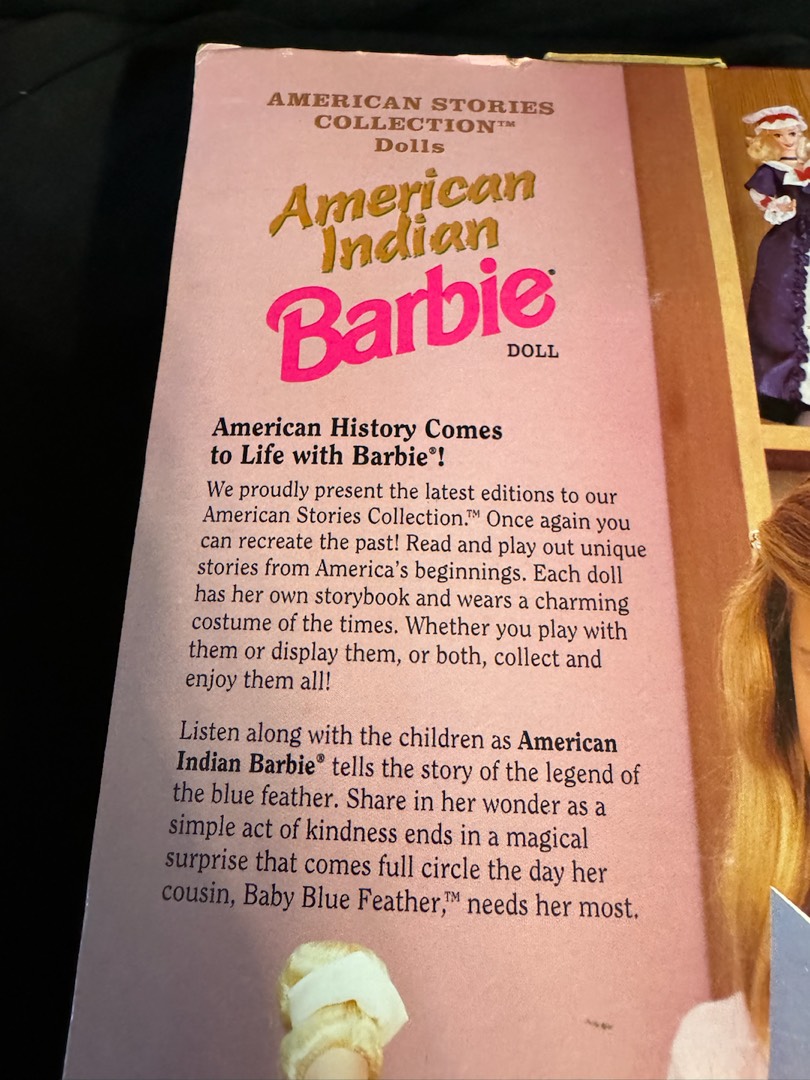 AMERICAN STORIES
COLLECTION™
Dolls
American
Indian
Barbie®
DOLL
American History Comes
to Life with Barbie®!
We proudly present the latest editions to our
American Stories Collection.™ Once again you
can recreate the past! Read and play out unique
stories from America's beginnings. Each doll
has her own storybook and wears a charming
costume of the times. Whether you play with
them or display them, or both, collect and
enjoy them all!
Listen along with the children as American
Indian Barbie® tells the story of the legend of
the blue feather. Share in her wonder as a
simple act of kindness ends in a magical
surprise that comes full circle the day her
cousin, Baby Blue Feather,™ needs her most.